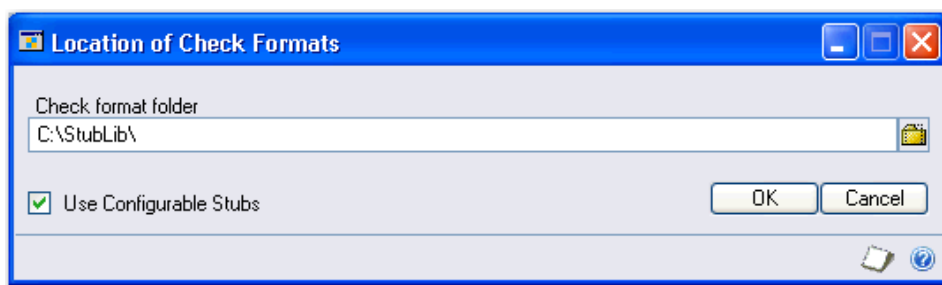 Location of Check Formats
Check format folder
C:\StubLib\
Use Configurable Stubs
OK Cancel